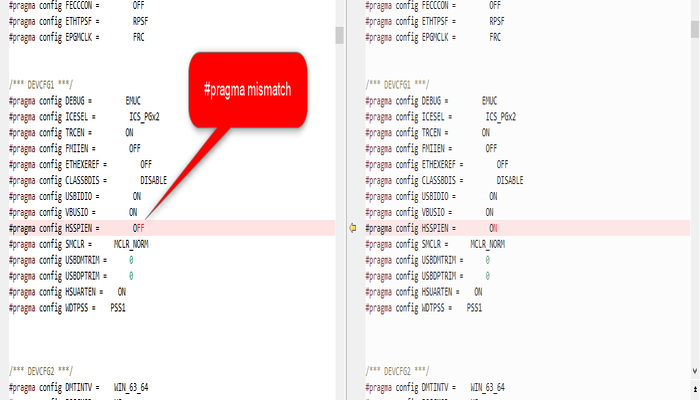 #pragma config FECCCON = OFF
#pragma config ETHTPSF = RPSF
#pragma config EPGMCLK = FRC
/*** DEVCFG1 ***/
#pragma config DEBUG = EMUC
#pragma config ICESEL = ICS_PGx2
#pragma config TRCEN = ON
#pragma config FMIIEN = OFF
#pragma config ETHEXEREF = OFF
#pragma config CLASSBDIS = DISABLE
#pragma config USBIDIO = ON
#pragma config VBUSIO = ON
#pragma config HSSPIEN = OFF
#pragma config SMCLR = MCLR_NORM
#pragma config USBDMTRIM = 0
#pragma config USBDPTRIM = 0
#pragma config HSUARTEN = ON
#pragma config WDTPSS = PSS1
/*** DEVCFG2 ***/
#pragma config DMTINTV = WIN_63_64
#pragma mismatch
#pragma config FECCCON = OFF
#pragma config ETHTPSF = RPSF
#pragma config EPGMCLK = FRC
/*** DEVCFG1 ***/
#pragma config DEBUG = EMUC
#pragma config ICESEL = ICS_PGx2
#pragma config TRCEN = ON
#pragma config FMIIEN = OFF
#pragma config ETHEXEREF = OFF
#pragma config CLASSBDIS = DISABLE
#pragma config USBIDIO = ON
#pragma config VBUSIO = ON
#pragma config HSSPIEN = ON
#pragma config SMCLR = MCLR_NORM
#pragma config USBDMTRIM = 0
#pragma config USBDPTRIM = 0
#pragma config HSUARTEN = ON
#pragma config WDTPSS = PSS1
/*** DEVCFG2 ***/
#pragma config DMTINTV = WIN_63_64